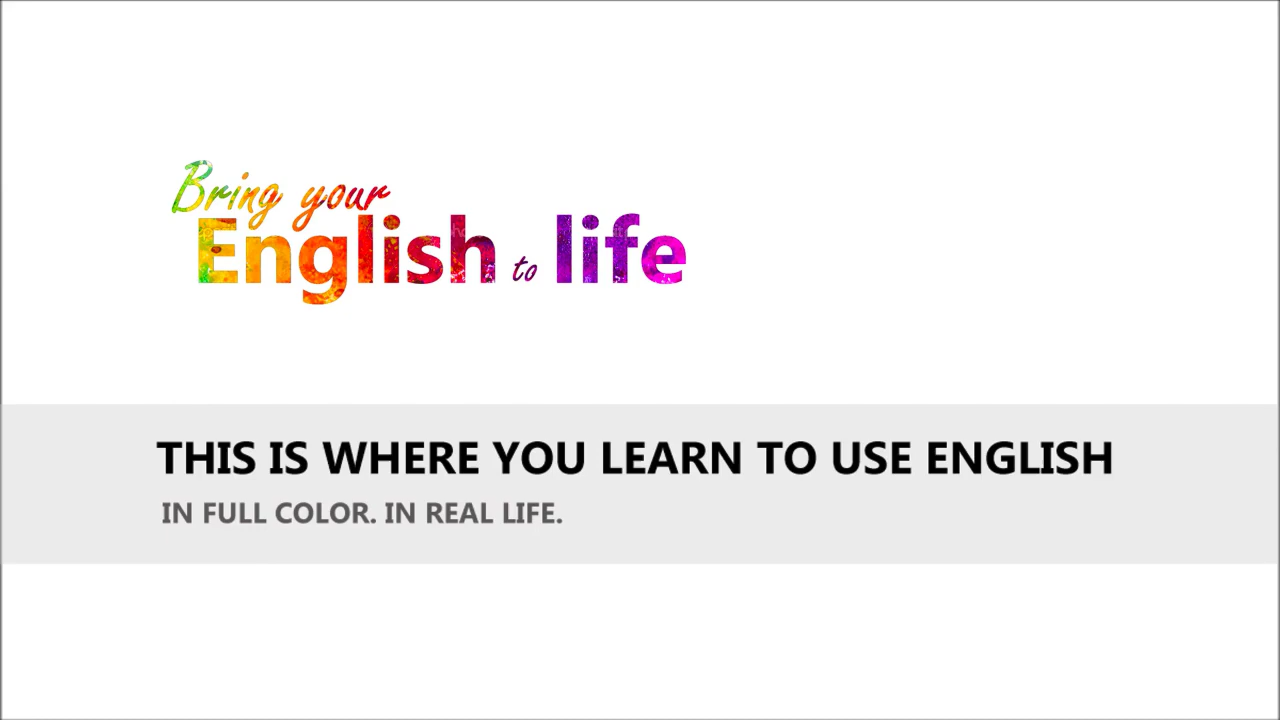 Bring your
English to life
THIS IS WHERE YOU LEARN TO USE ENGLISH
IN FULL COLOR. IN REAL LIFE.